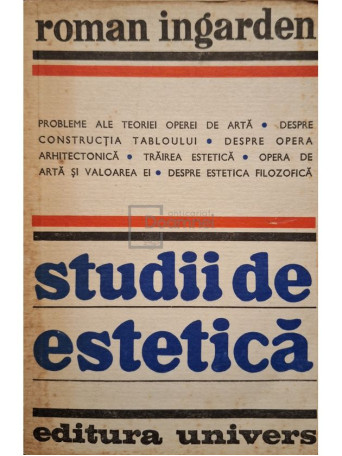 roman ingarden
PROBLEME ALE TEORIEI OPEREI DE ARTĂ • DESPRE
CONSTRUCȚIA TABLOULUI • DESPRE OPERA
ARHITECTONICĂ • TRĂIREA ESTETICĂ • OPERA DE
ARTĂ ȘI VALOAREA EI • DESPRE ESTETICA FILOZOFICĂ
studii de
estetică
editura univers